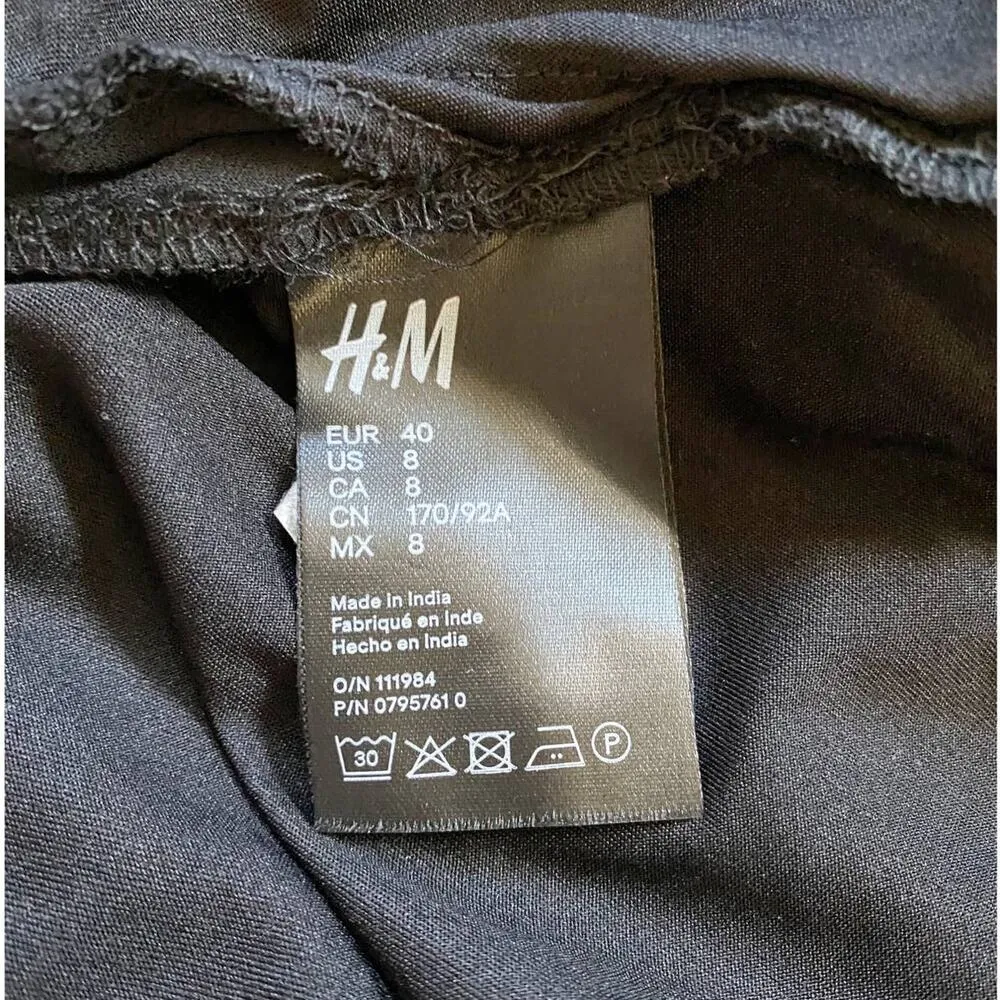 H&M
EUR 40
US 8
CA 8
CN 170/92A
MX 8
Made in India
Fabriqué en Inde
Hecho en India
O/N 111984
P/N 0795761 0
30 P